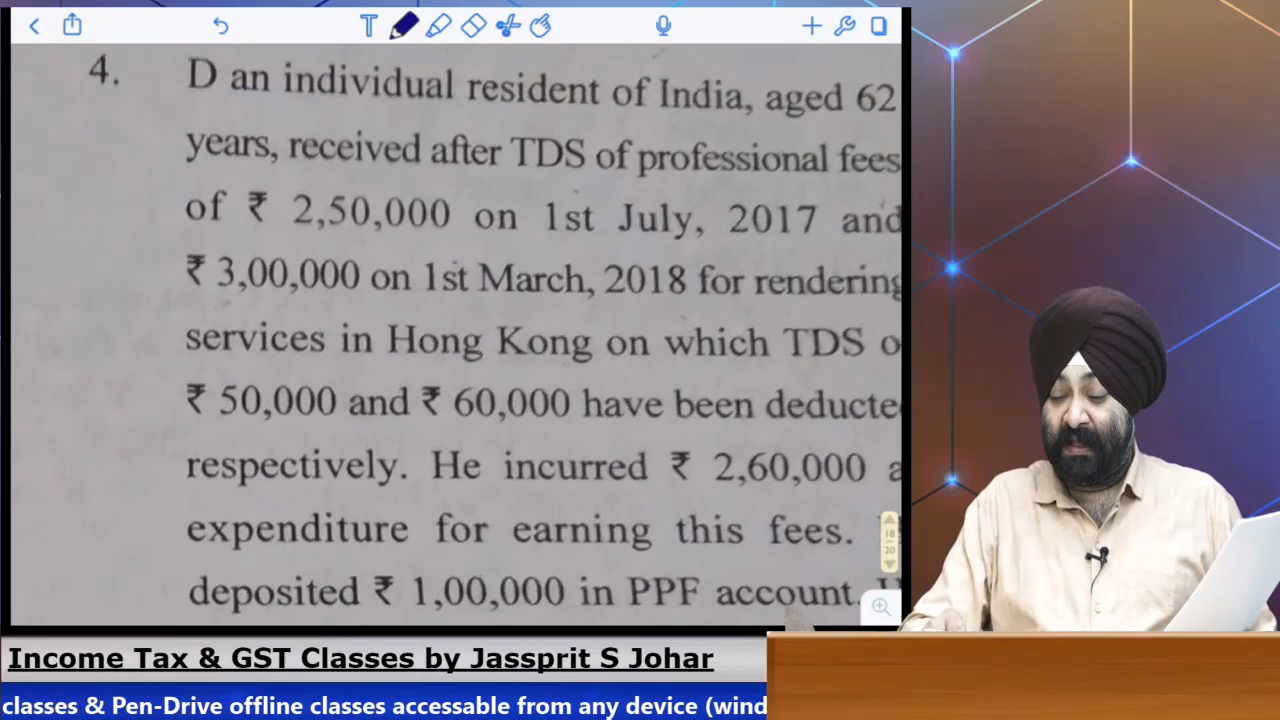 4. D an individual resident of India, aged 62
years, received after TDS of professional fees
of ₹ 2,50,000 on 1st July, 2017 and
₹ 3,00,000 on 1st March, 2018 for rendering
services in Hong Kong on which TDS o
₹ 50,000 and ₹ 60,000 have been deducte
respectively. He incurred ₹ 2,60,000 a
expenditure for earning this fees.
deposited ₹ 1,00,000 in PPF account.
18
20
Income Tax & GST Classes by Jassprit S Johar
classes & Pen-Drive offline classes accessable from any device (wind